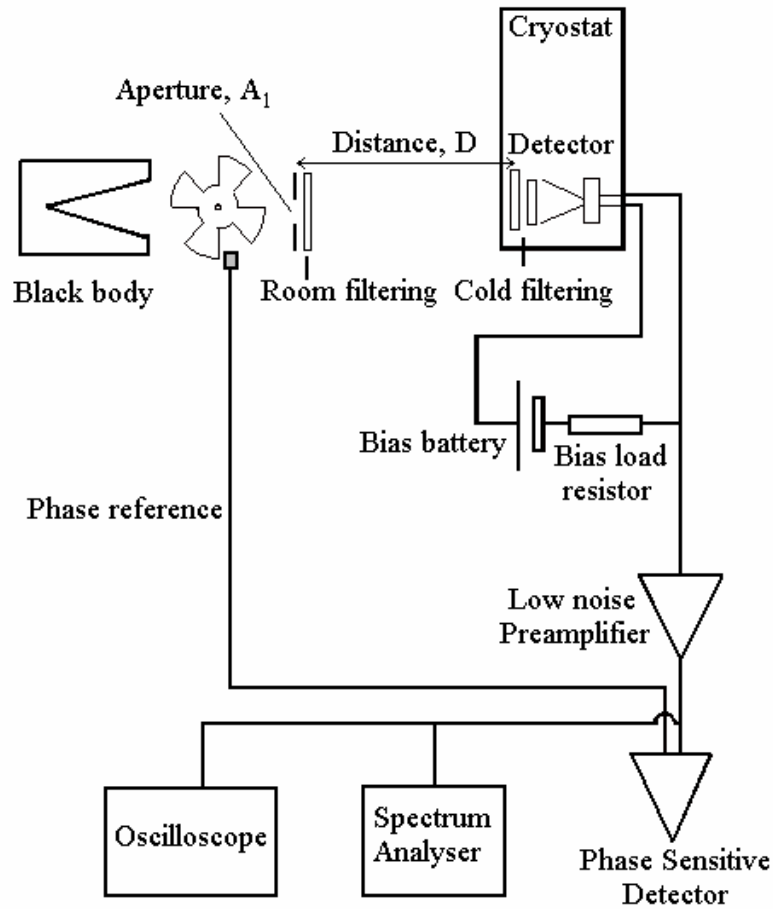 Cryostat
Aperture, A₁
Distance, D
Detector
Black body
Room filtering
Cold filtering
Bias battery
Bias load
resistor
Phase reference
Low noise
Preamplifier
Oscilloscope
Spectrum
Analyser
Phase Sensitive
Detector